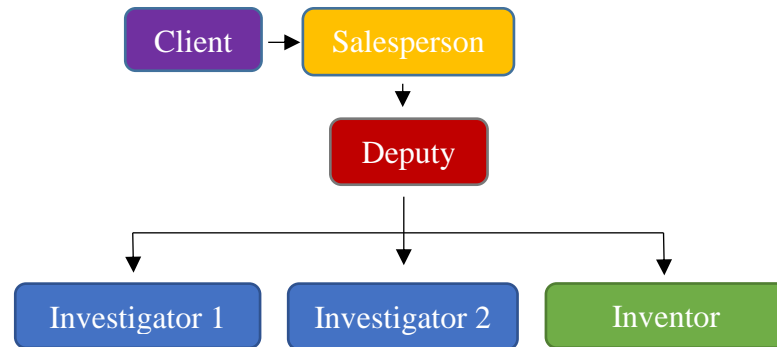 Client
Salesperson
Deputy
Investigator 1
Investigator 2
Inventor